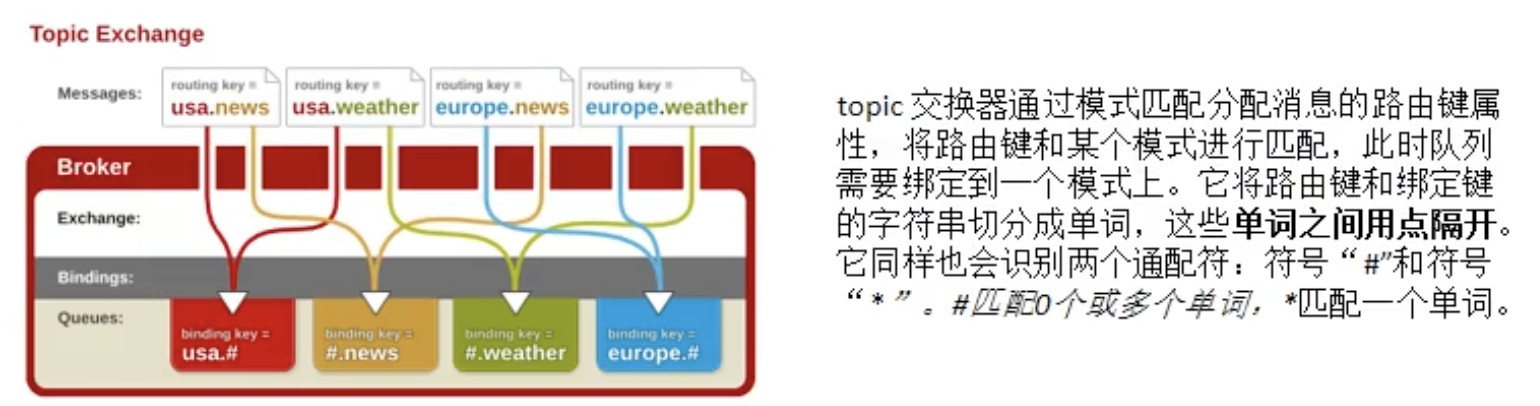 Topic Exchange
Messages:
routing key =
usa.news
routing key =
usa.weather
routing key =
europe.news
routing key =
europe.weather
Broker
Exchange:
Bindings:
Queues:
binding key =
usa.#
binding key =
#.news
binding key =
#.weather
binding key =
europe.#
topic 交换器通过模式匹配分配消息的路由键属
性，将路由键和某个模式进行匹配，此时队列
需要绑定到一个模式上。它将路由键和绑定键
的字符串切分成单词，这些单词之间用点隔开。
它同样也会识别两个通配符：符号“#”和符号
“*”。#匹配0个或多个单词，*匹配一个单词。